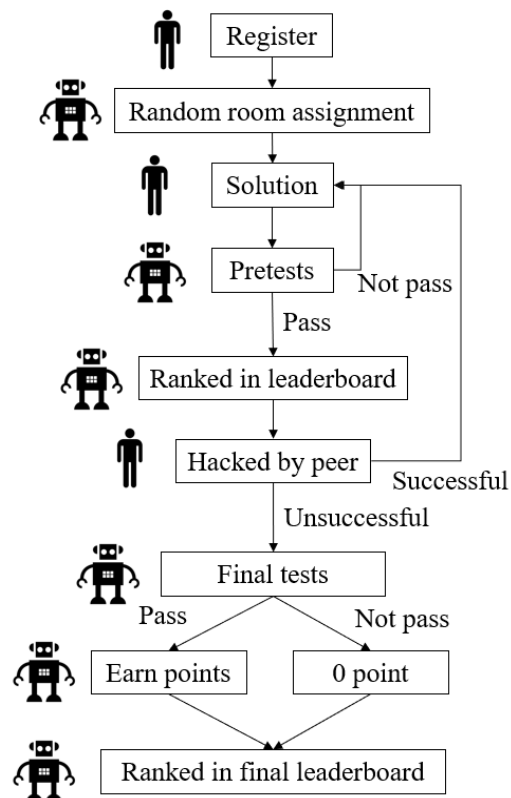 Register
Random room assignment
Solution
Pretests
Not pass
Pass
Ranked in leaderboard
Hacked by peer
Successful
Unsuccessful
Final tests
Pass
Not pass
Earn points
0 point
Ranked in final leaderboard